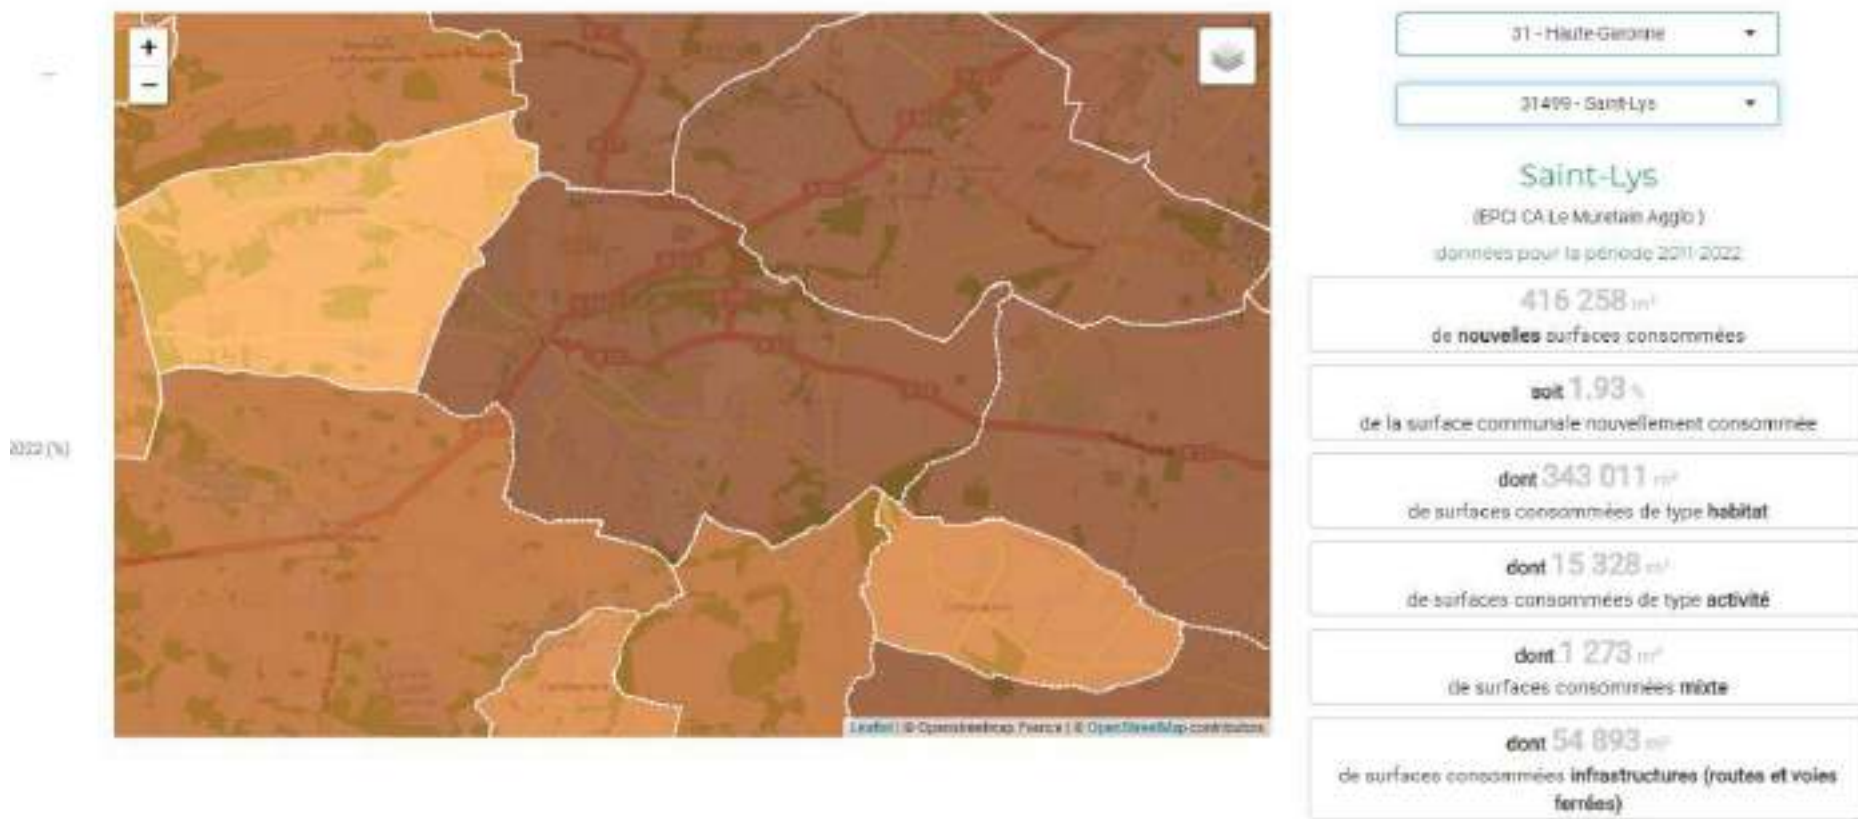 +
−
2022 (%)
Leaflet | © Openstreetmap France | © OpenStreetMap contributors
31 - Haute-Garonne
31499 - Saint-Lys
Saint-Lys
(EPCI CA Le Muretain Agglo )
données pour la période 2011-2022
416 258 m²
de nouvelles surfaces consommées
soit 1.93 %
de la surface communale nouvellement consommée
dont 343 011 m²
de surfaces consommées de type habitat
dont 15 328 m²
de surfaces consommées de type activité
dont 1 273 m²
de surfaces consommées mixte
dont 54 893 m²
de surfaces consommées infrastructures (routes et voies
ferrées)